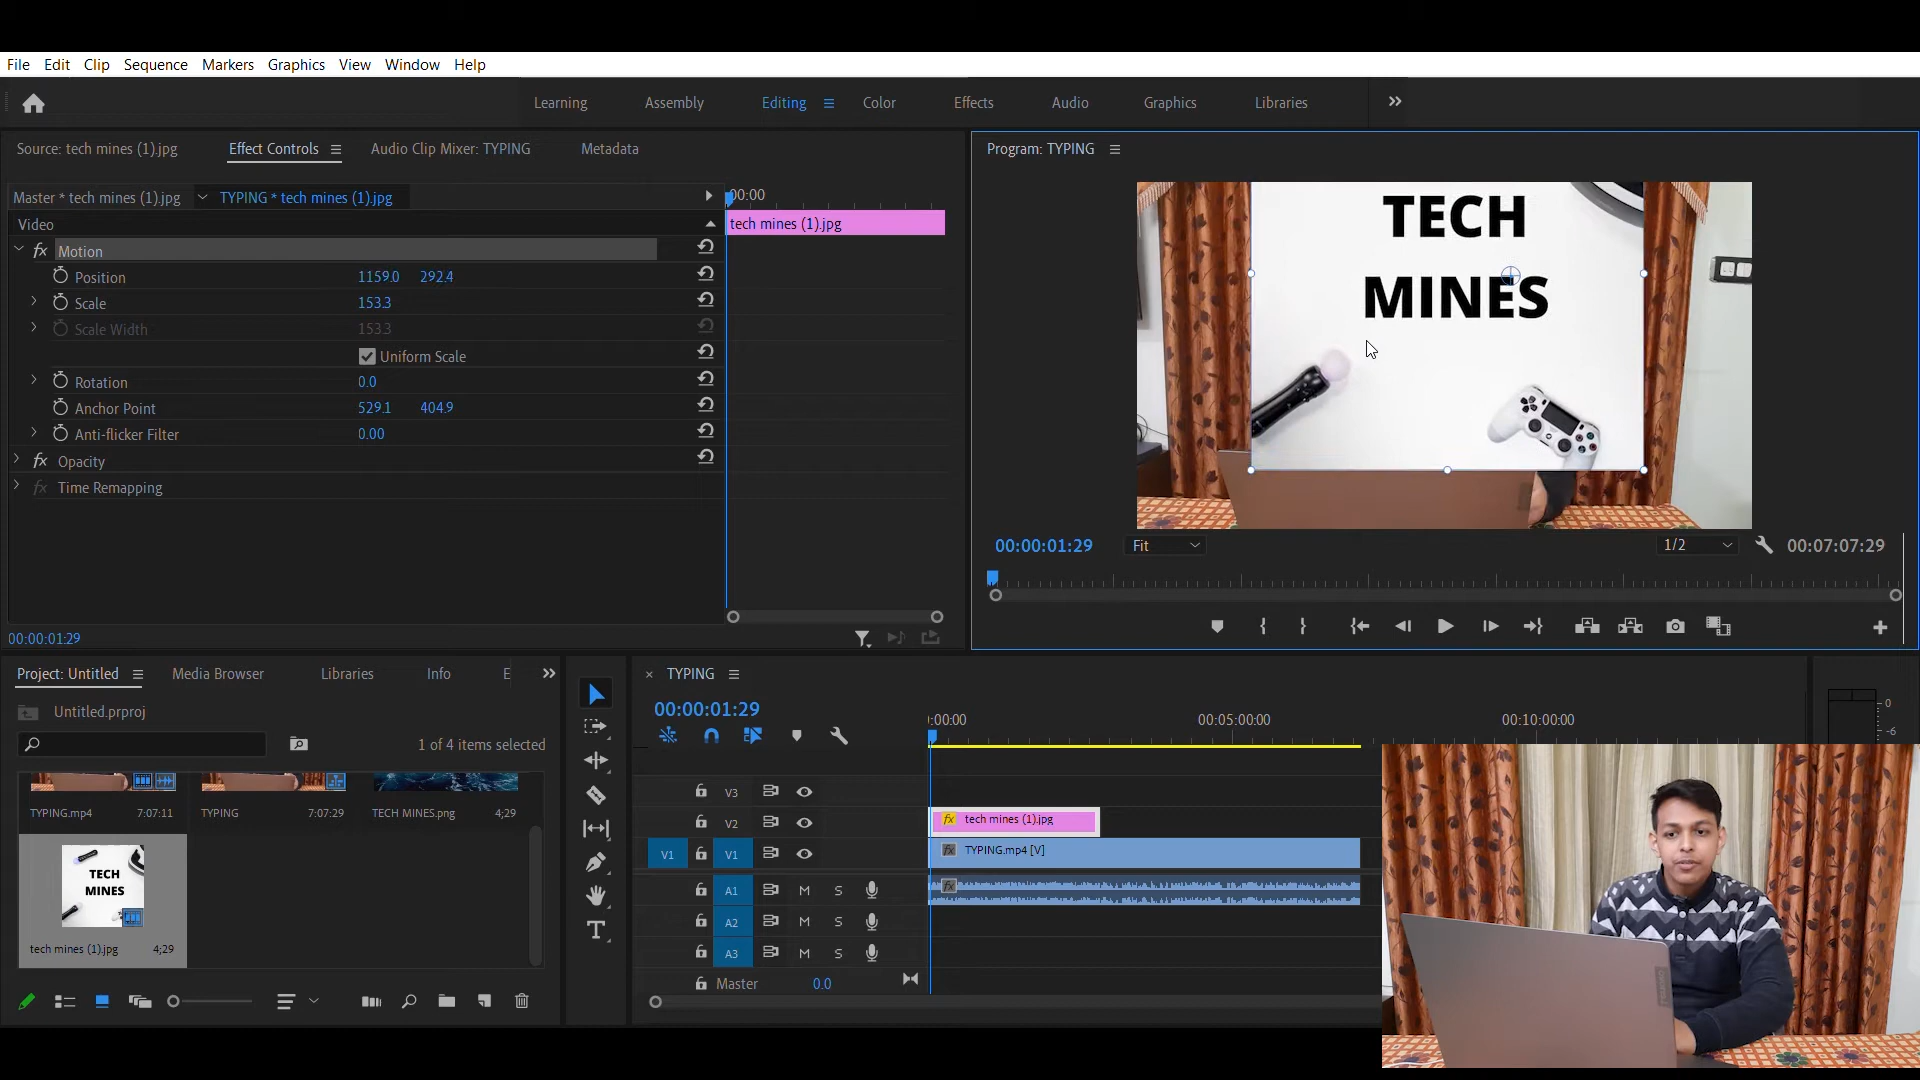 File Edit Clip Sequence Markers Graphics View Window Help
Learning Assembly Editing Color Effects Audio Graphics Libraries
Source: tech mines (1).jpg Effect Controls Audio Clip Mixer: TYPING Metadata
Program: TYPING
Master * tech mines (1).jpg TYPING * tech mines (1).jpg
:00:00
Video
tech mines (1).jpg
fx Motion
Position 1159.0 292.4
Scale 153.3
Scale Width 153.3
Uniform Scale
Rotation 0.0
Anchor Point 529.1 404.9
Anti-flicker Filter 0.00
fx Opacity
fx Time Remapping
00:00:01:29
TECH
MINES
00:00:01:29 Fit 1/2 00:07:07:29
Project: Untitled Media Browser Libraries Info E
Untitled.prproj
1 of 4 items selected
TYPING.mp4 7:07:11
TYPING 7:07:29
TECH MINES.png 4;29
TECH
MINES
tech mines (1).jpg 4;29
TYPING
00:00:01:29
:00:00 00:05:00:00 00:10:00:00
V3
V2 fx tech mines (1).jpg
V1 V1 fx TYPING.mp4 [V]
A1 M S fx
A2 M S
A3 M S
Master 0.0
0
-6